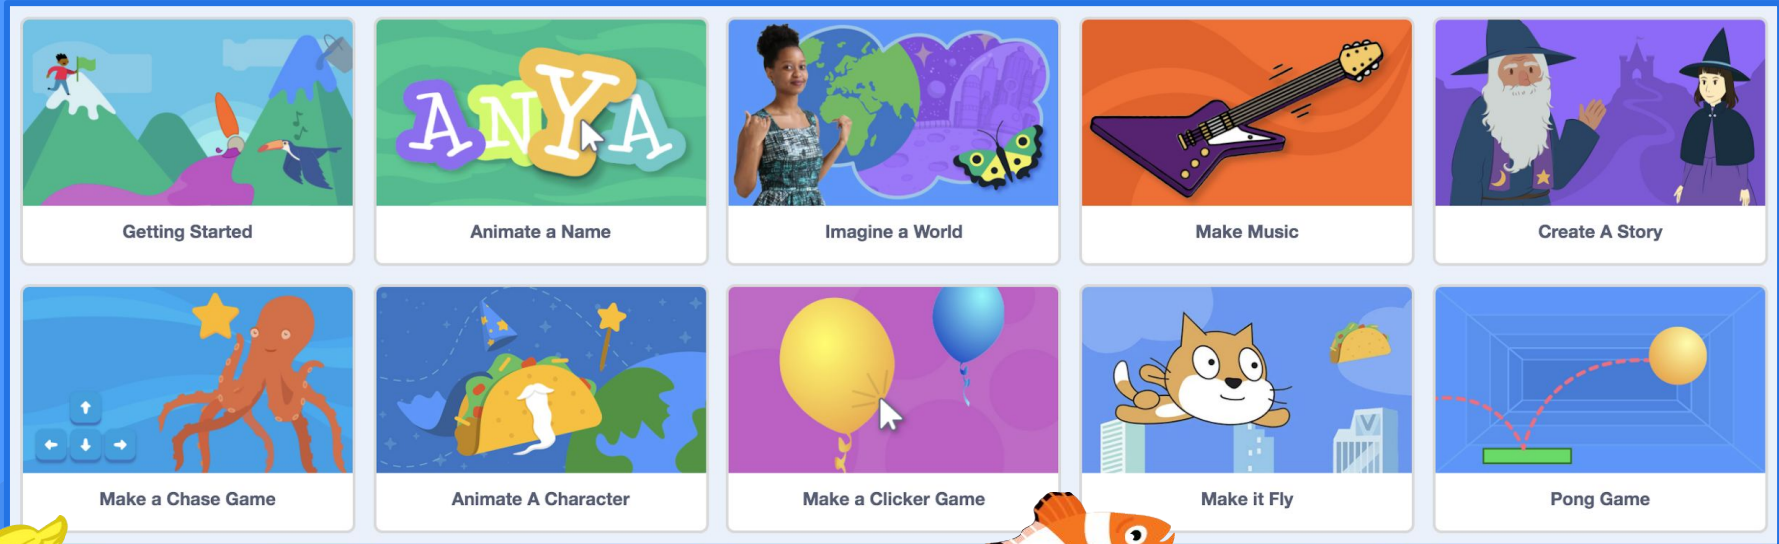 Getting Started
ANYA
Animate a Name
Imagine a World
Make Music
Create A Story
Make a Chase Game
Animate A Character
Make a Clicker Game
V
Make it Fly
Pong Game